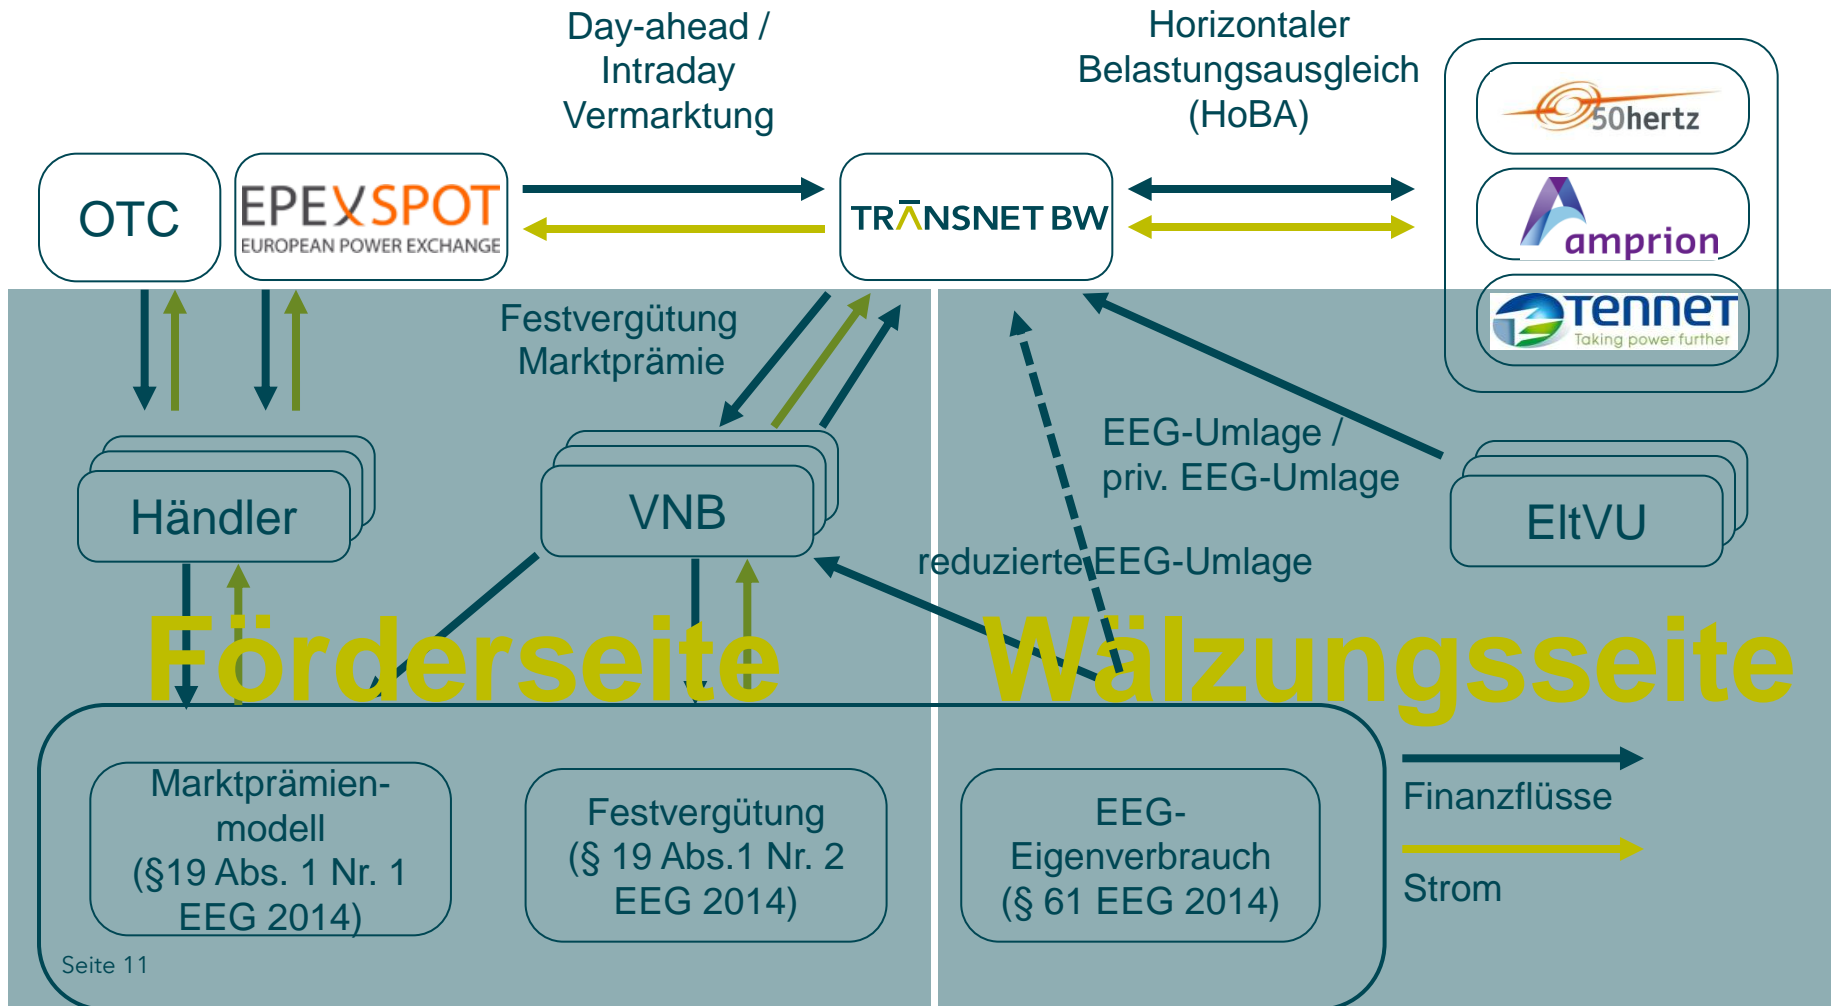 Day-ahead /
Intraday
Vermarktung
Horizontaler
Belastungsausgleich
(HoBA)
50hertz
OTC
EPEXSPOT
EUROPEAN POWER EXCHANGE
TRANSNET BW
amprion
TenneT
Taking power further
Festvergütung
Marktprämie
EEG-Umlage /
priv. EEG-Umlage
Händler
VNB
EltVU
reduzierte EEG-Umlage
Förderseite
Wälzungsseite
Marktprämien-
modell
(§19 Abs. 1 Nr. 1
EEG 2014)
Festvergütung
(§ 19 Abs.1 Nr. 2
EEG 2014)
EEG-
Eigenverbrauch
(§ 61 EEG 2014)
Finanzflüsse
Strom
Seite 11